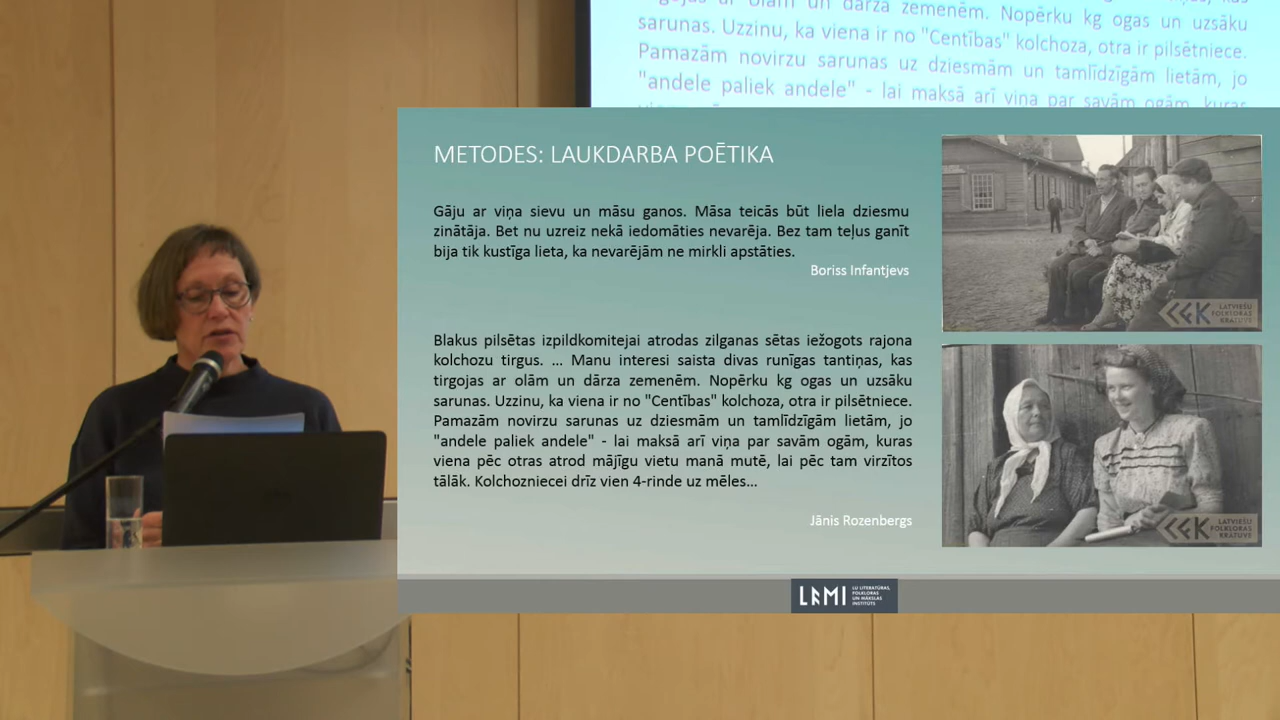 sarunas. Uzzinu, ka viena ir no "Centības" kolchoza, otra ir pilsētniece.
Pamazām novirzu sarunas uz dziesmām un tamlīdzīgām lietām, jo
"andele paliek andele" - lai maksā arī viņa par savām ogām, kuras
METODES: LAUKDARBA POĒTIKA
Gāju ar viņa sievu un māsu ganos. Māsa teicās būt liela dziesmu
zinātāja. Bet nu uzreiz nekā iedomāties nevarēja. Bez tam teļus ganīt
bija tik kustīga lieta, ka nevarējām ne mirkli apstāties.
Boriss Infantjevs
Blakus pilsētas izpildkomitejai atrodas zilganas sētas iežogots rajona
kolchozu tirgus. ... Manu interesi saista divas runīgas tantiņas, kas
tirgojas ar olām un dārza zemenēm. Nopērku kg ogas un uzsāku
sarunas. Uzzinu, ka viena ir no "Centības" kolchoza, otra ir pilsētniece.
Pamazām novirzu sarunas uz dziesmām un tamlīdzīgām lietām, jo
"andele paliek andele" - lai maksā arī viņa par savām ogām, kuras
viena pēc otras atrod mājīgu vietu manā mutē, lai pēc tam virzītos
tālāk. Kolchozniecei drīz vien 4-rinde uz mēles...
Jānis Rozenbergs
LATVIEŠU
FOLKLORAS
KRĀTUVE
LATVIEŠU
FOLKLORAS
KRĀTUVE
LU LITERATŪRAS,
FOLKLORAS
UN MĀKSLAS
INSTITŪTS